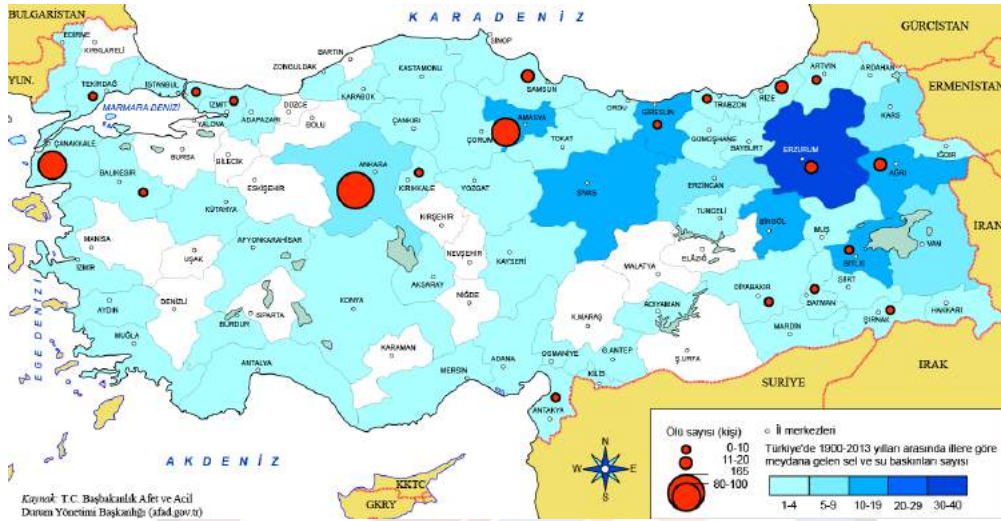 BULGARİSTAN
KARADENİZ
GÜRCİSTAN
EDİRNE
KIRKLARELİ
SİNOP
BARTIN
ZONGULDAK
KASTAMONU
ARTVİN
ARDAHAN
YUN.
TEKİRDAĞ
İSTANBUL
İZMİT
KARABÜK
SAMSUN
ORDU
GİRESUN
TRABZON
RİZE
ERMENİSTAN
KARS
MARMARA DENİZİ
YALOVA
ADAPAZARI
DÜZCE
BOLU
ÇANKIRI
AMASYA
ÇORUM
TOKAT
GÜMÜŞHANE
BAYBURT
ÇANAKKALE
BURSA
BİLECİK
ERZURUM
IĞDIR
BALIKESİR
ESKİŞEHİR
ANKARA
KIRIKKALE
YOZGAT
SİVAS
ERZİNCAN
AĞRI
KÜTAHYA
KIRŞEHİR
TUNCELİ
BİNGÖL
MUŞ
İRAN
MANİSA
UŞAK
AFYONKARAHİSAR
NEVŞEHİR
KAYSERİ
MALATYA
ELAZIĞ
BİTLİS
VAN
İZMİR
AKSARAY
DİYABAKIR
BATMAN
SİİRT
EGE DENİZİ
AYDIN
DENİZLİ
BURDUR
ISPARTA
KONYA
NİĞDE
K.MARAŞ
ADIYAMAN
MARDİN
ŞIRNAK
HAKKARİ
MUĞLA
ANTALYA
KARAMAN
MERSİN
ADANA
OSMANİYE
G.ANTEP
KİLİS
Ş.URFA
ANTAKYA
SURİYE
IRAK
AKDENİZ
KKTC
GKRY
N
W E
S
Ölü sayısı (kişi)
0-10
11-20
165
80-100
İl merkezleri
Türkiye'de 1900-2013 yılları arasında illere göre
meydana gelen sel ve su baskınları sayısı
1-4 5-9 10-19 20-29 30-40
Kaynak: T.C. Başbakanlık Afet ve Acil
Durum Yönetimi Başkanlığı (afad.gov.tr)